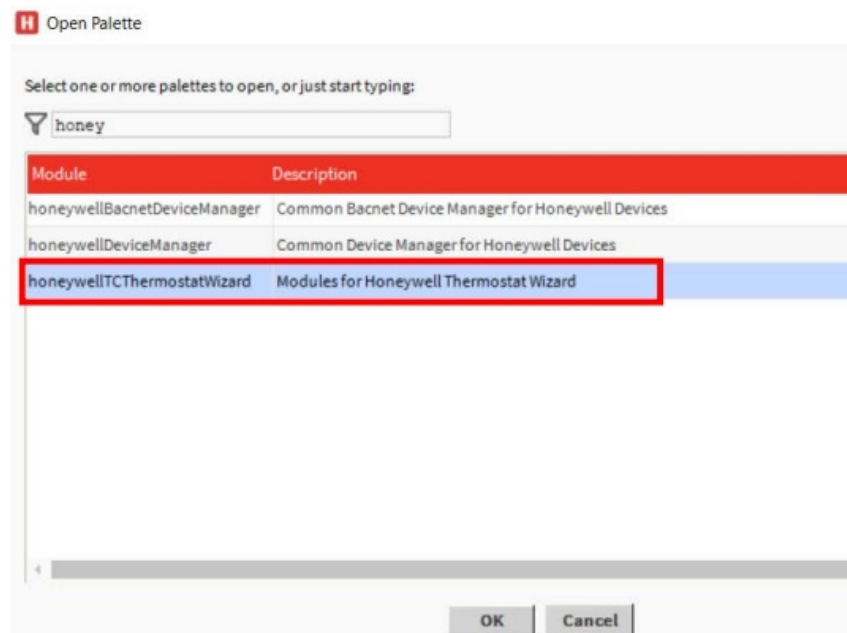 H Open Palette
Select one or more palettes to open, or just start typing:
honey
Module Description
honeywellBacnetDeviceManager Common Bacnet Device Manager for Honeywell Devices
honeywellDeviceManager Common Device Manager for Honeywell Devices
honeywellTCThermostatWizard Modules for Honeywell Thermostat Wizard
OK Cancel